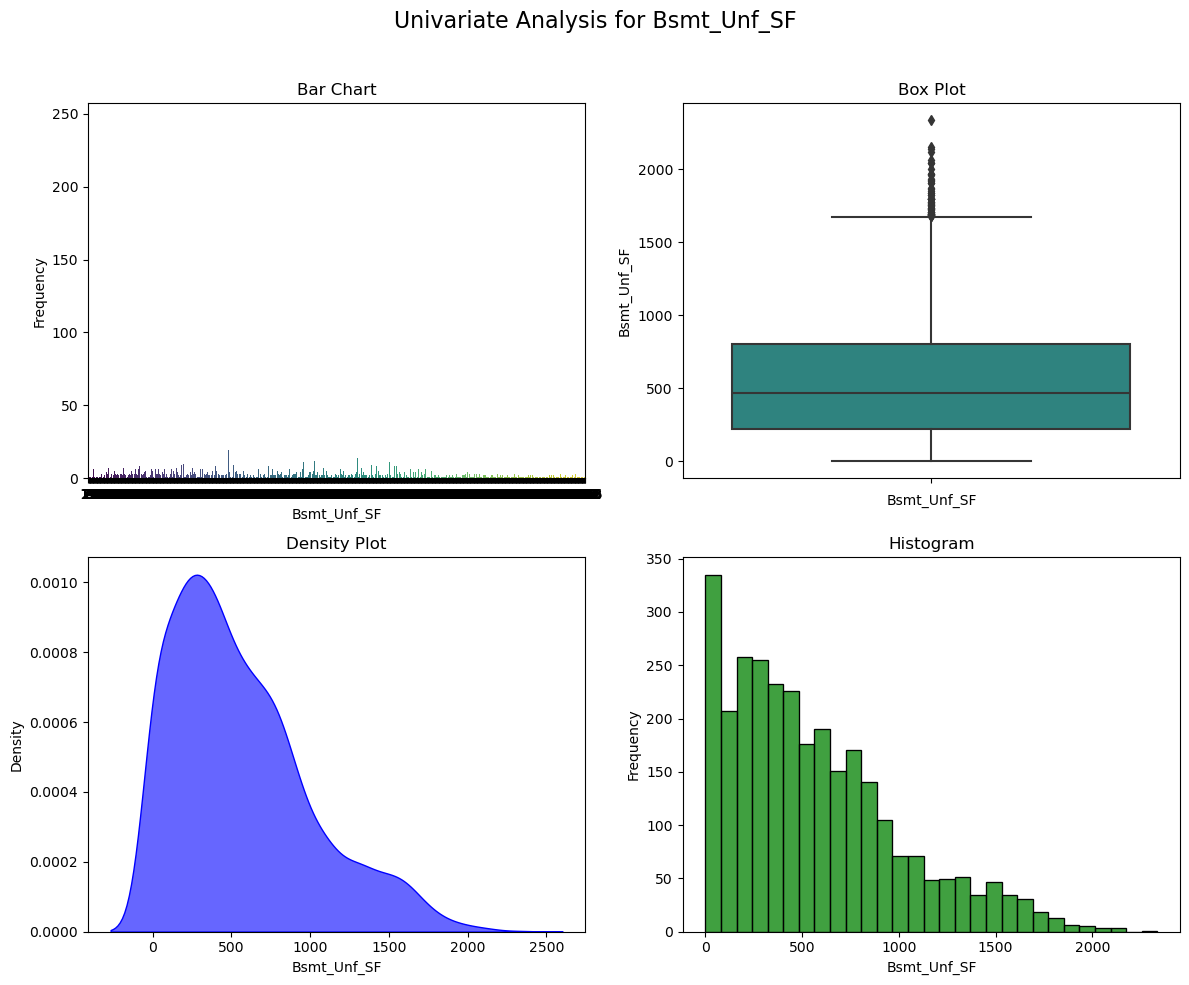 Univariate Analysis for Bsmt_Unf_SF
Bar Chart
250
200
150
100
50
0
Frequency
Bsmt_Unf_SF
Box Plot
2000
1500
1000
500
0
Bsmt_Unf_SF
Bsmt_Unf_SF
Density Plot
0.0010
0.0008
0.0006
0.0004
0.0002
0.0000
Density
0 500 1000 1500 2000 2500
Bsmt_Unf_SF
Histogram
350
300
250
200
150
100
50
0
Frequency
0 500 1000 1500 2000
Bsmt_Unf_SF